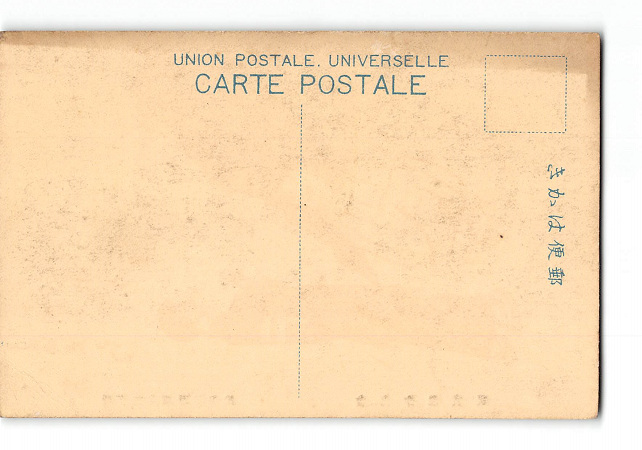 UNION POSTALE. UNIVERSELLE
CARTE POSTALE
きかは便郵